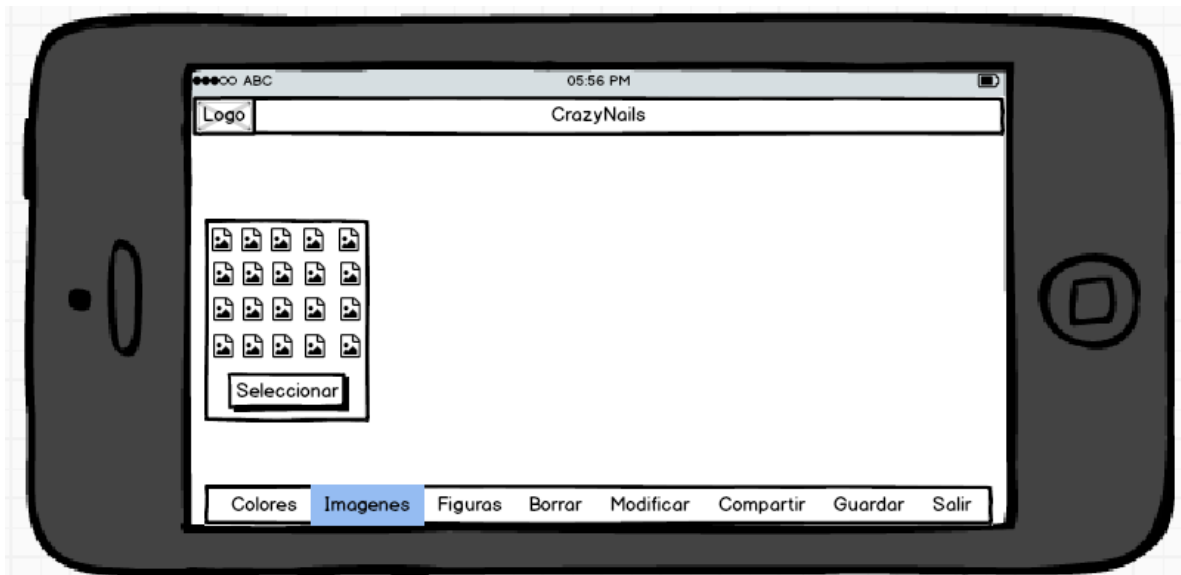 ABC 05:56 PM
Logo CrazyNails
Seleccionar
Colores Imagenes Figuras Borrar Modificar Compartir Guardar Salir